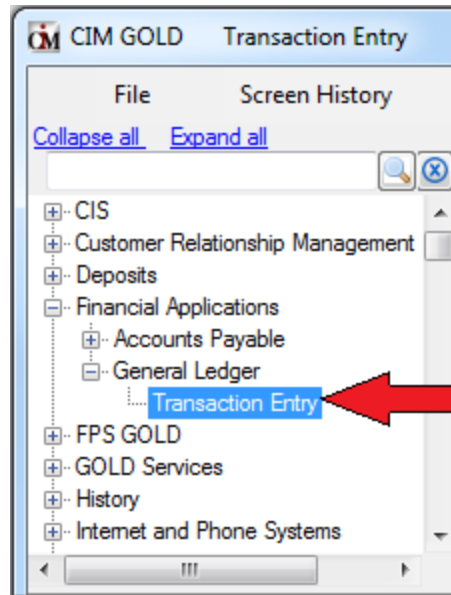 CIM GOLD Transaction Entry
File Screen History
Collapse all Expand all
CIS
Customer Relationship Management
Deposits
Financial Applications
Accounts Payable
General Ledger
Transaction Entry
FPS GOLD
GOLD Services
History
Internet and Phone Systems